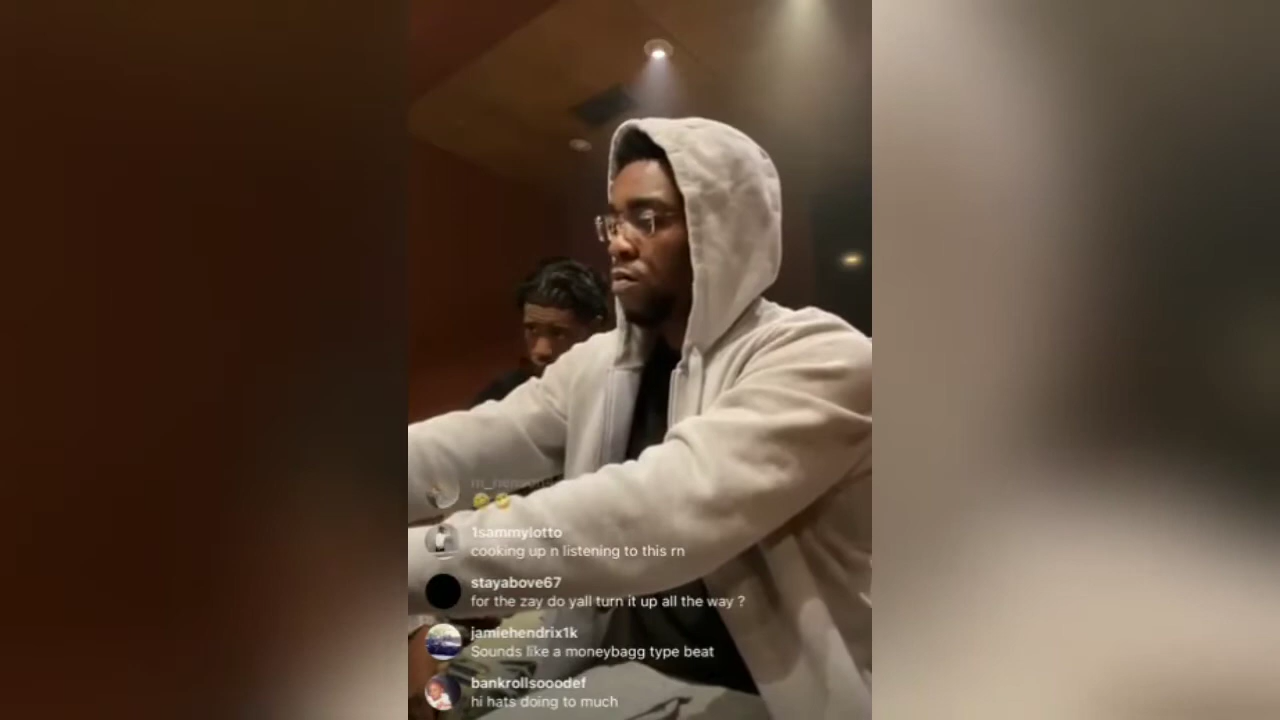 1sammylotto
cooking up n listening to this rn
stayabove67
for the zay do yall turn it up all the way ?
jamiehendrix1k
Sounds like a moneybagg type beat
bankrollsooodef
hi hats doing to much